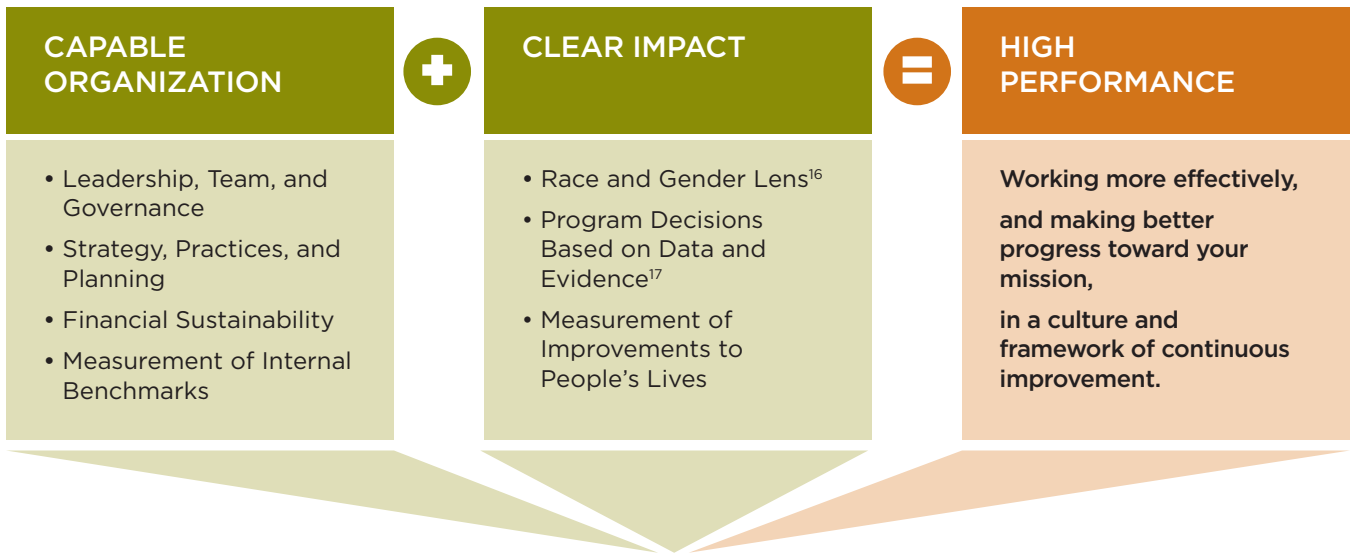 CAPABLE
ORGANIZATION
• Leadership, Team, and
Governance
• Strategy, Practices, and
Planning
• Financial Sustainability
• Measurement of Internal
Benchmarks
+
CLEAR IMPACT
• Race and Gender Lens¹⁶
• Program Decisions
Based on Data and
Evidence¹⁷
• Measurement of
Improvements to
People’s Lives
=
HIGH
PERFORMANCE
Working more effectively,
and making better
progress toward your
mission,
in a culture and
framework of continuous
improvement.